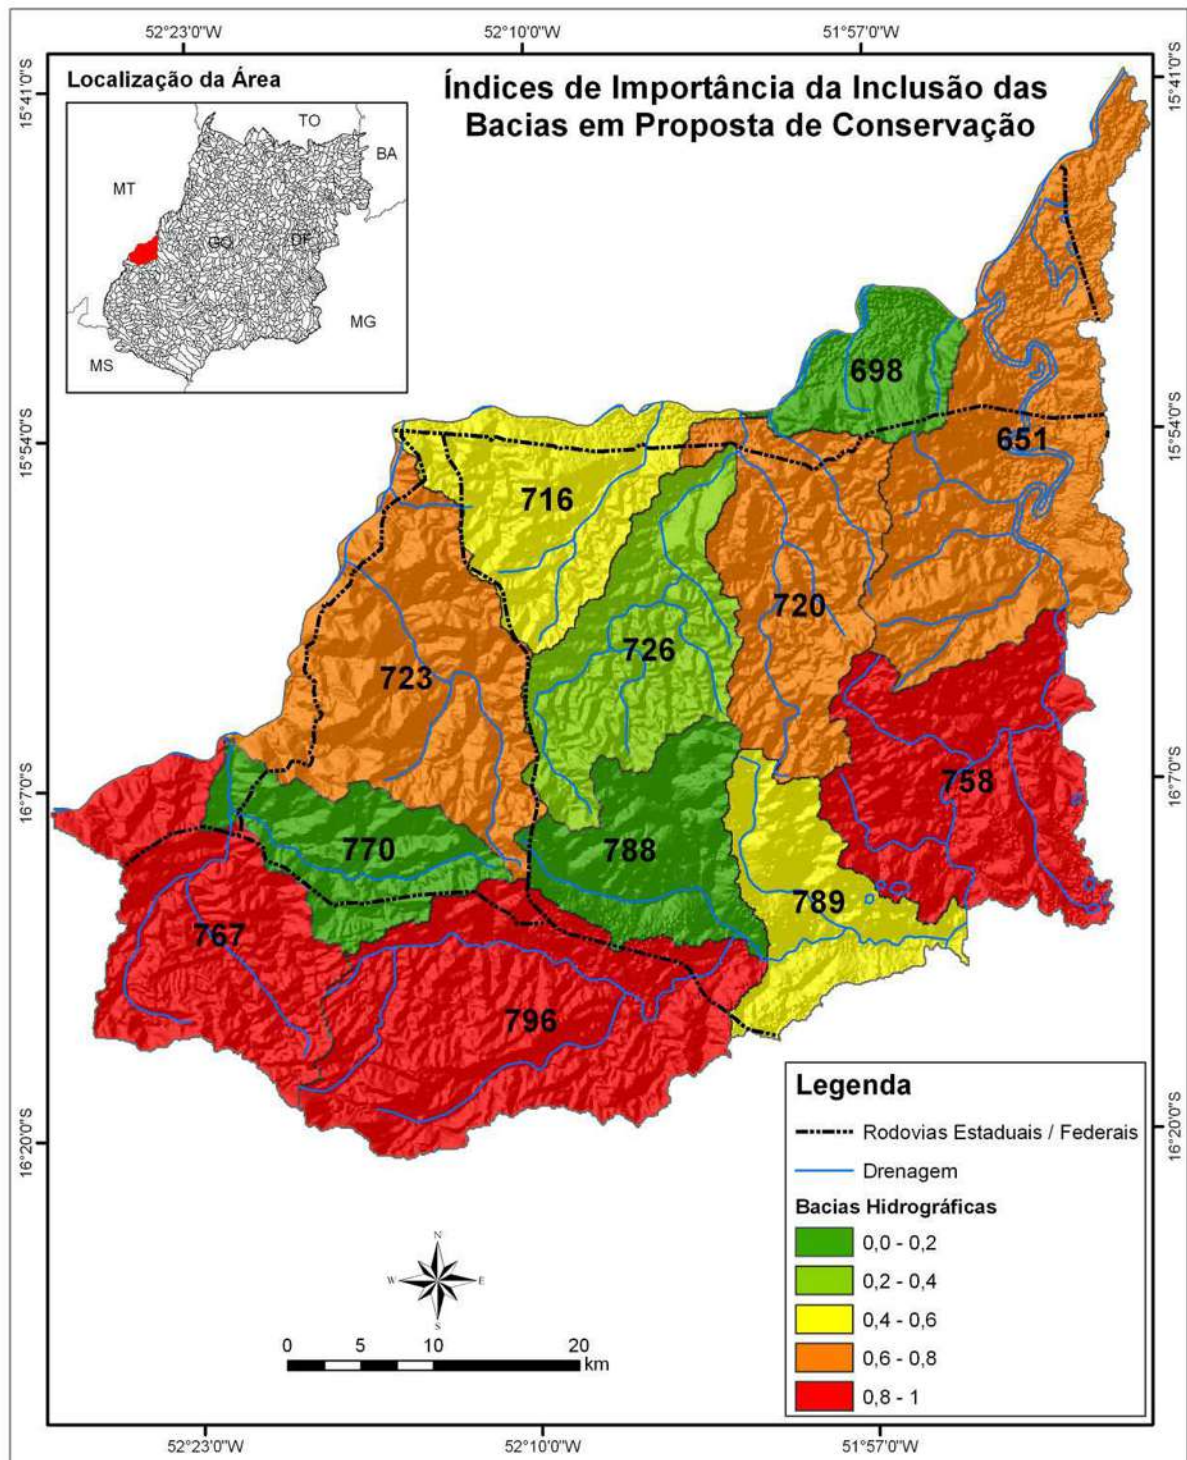 52°23'0"W
52°10'0"W
51°57'0"W
15°41'0"S
15°41'0"S
Localização da Área
TO
BA
MT
GO
DF
MG
MS
Índices de Importância da Inclusão das
Bacias em Proposta de Conservação
698
651
15°54'0"S
15°54'0"S
716
720
726
723
758
16°7'0"S
16°7'0"S
770
788
789
767
796
Legenda
Rodovias Estaduais / Federais
Drenagem
Bacias Hidrográficas
0,0 - 0,2
0,2 - 0,4
0,4 - 0,6
0,6 - 0,8
0,8 - 1
16°20'0"S
16°20'0"S
N
W
E
S
0 5 10 20
km
52°23'0"W
52°10'0"W
51°57'0"W